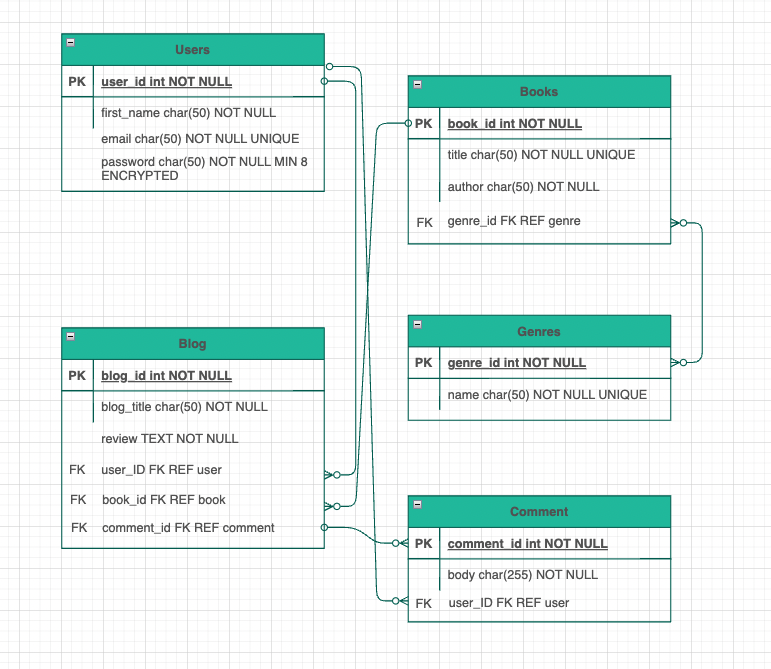 Users
PK user_id int NOT NULL
first_name char(50) NOT NULL
email char(50) NOT NULL UNIQUE
password char(50) NOT NULL MIN 8
ENCRYPTED
Books
PK book_id int NOT NULL
title char(50) NOT NULL UNIQUE
author char(50) NOT NULL
FK genre_id FK REF genre
Blog
PK blog_id int NOT NULL
blog_title char(50) NOT NULL
review TEXT NOT NULL
FK user_ID FK REF user
FK book_id FK REF book
FK comment_id FK REF comment
Genres
PK genre_id int NOT NULL
name char(50) NOT NULL UNIQUE
Comment
PK comment_id int NOT NULL
body char(255) NOT NULL
FK user_ID FK REF user